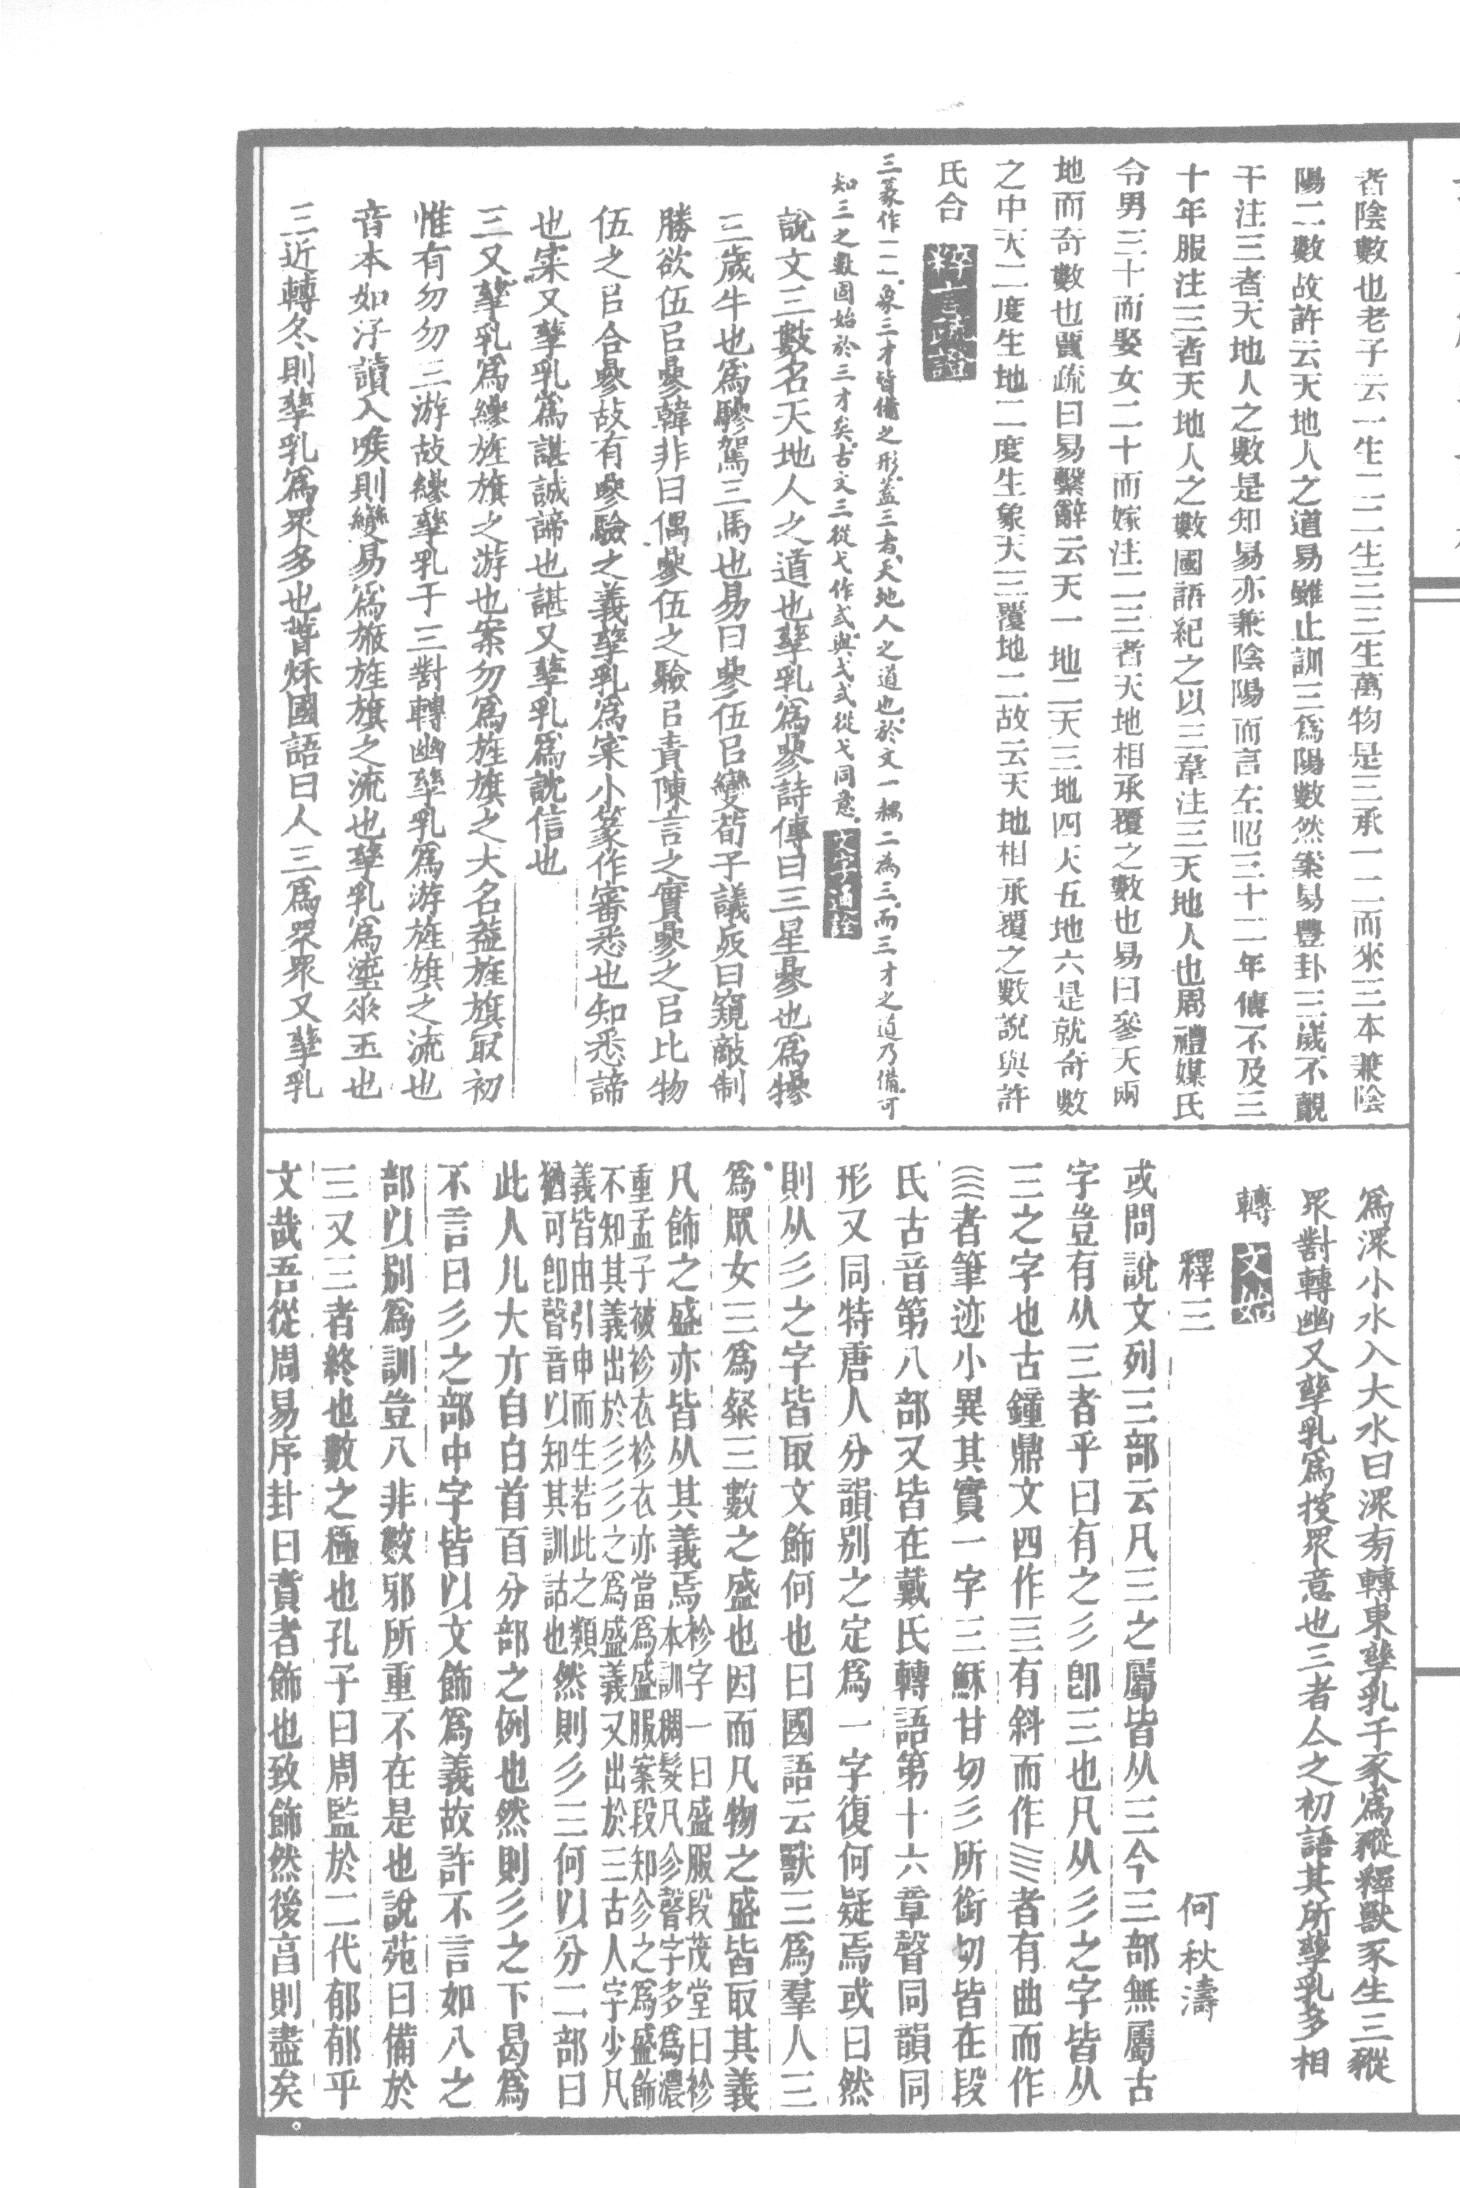 者陰數也老子云一生二二生三三生萬物是三承一二而來三本兼陰
陽二數故許云天地人之道易雖止訓三爲陽數然案易豐卦三歲不覿
干注三者天地人之數是知易亦兼陰陽而言左昭三十二年傳不及三
十年服注三者天地人之數國語紀之以三韋注三天地人也周禮媒氏
令男三十而娶女二十而嫁注二三者天地相承覆之數也易曰參天兩
地而奇數也賈疏曰易繫辭云天一地二天三地四天五地六是就奇數
之中天二度生地二度生象天三覆地二故云天地相承覆之數說與許
氏合 釋言疏證
三篆作一二象三才皆備之形蓋三者天地人之道也於文一耦二為三而三才之道乃備可
知三之數固始於三才矣古文三從弋作弎與弌弍從弋同意 文字通詮
說文三數名天地人之道也孳乳爲曑詩傳曰三星曑也爲犙
三歲牛也爲驂駕三馬也易曰曑伍㠯變荀子議兵曰窺敵制
勝欲伍㠯曑韓非曰偶曑伍之驗㠯責陳言之實曑之㠯比物
伍之㠯合曑故有曑驗之義孳乳爲宷小篆作審悉也知悉諦
也宷又孳乳爲諶誠諦也諶又孳乳爲訦信也
三又孳乳爲縿旌旗之游也案勿爲旌旗之大名葢旌旗㝡初
惟有勿勿三游故縿孳乳于三對轉幽孳乳爲游旌旗之流也
音本如汓讀入喉則變易爲旒旌旗之流也孳乳爲瑬垂玉也
三近轉冬則孳乳爲眾多也晉穌國語曰人三爲眾眾又孳乳
爲潀小水入大水曰潀旁轉東孳乳于豕爲豵釋獸豕生三豵
眾對轉幽又孳乳爲㨋眾意也三者亼之初語其所孳乳多相
轉 文始
釋三 何秋濤
或問說文列三部云凡三之屬皆从三今三部無屬古
字豈有从三者乎曰有之彡卽三也凡从彡之字皆从
三之字也古鐘鼎文四作亖有斜而作彡者有曲而作
者筆迹小異其實一字三穌甘切彡所銜切皆在段
氏古音第八部又皆在戴氏轉語第十六章聲同韻同
形又同特唐人分韻別之定爲一字復何疑焉或曰然
則从彡之字皆取文飾何也曰國語云獸三爲羣人三
爲眾女三爲粲三數之盛也因而凡物之盛皆取其義
凡飾之盛亦皆从其義焉袗字一曰盛服段茂堂曰袗
本訓稠髮凡㐱聲字多爲濃
重孟子被袗衣袗衣亦當爲盛服案段知㐱之爲盛飾
不知其義出於彡彡之爲盛義又出於三古人字少凡
義皆由引申而生若此之類
猶可卽聲音以知其訓詁也然則彡三何以分二部曰
此人儿大亣自白首百分部之例也然則彡之下曷爲
不言曰彡之部中字皆以文飾爲義故許不言如八之
部以別爲訓豈八非數邪所重不在是也說苑曰備於
三又三者終也數之極也孔子曰周監於二代郁郁乎
文哉吾從周易序卦曰賁者飾也致飾然後亯則盡矣